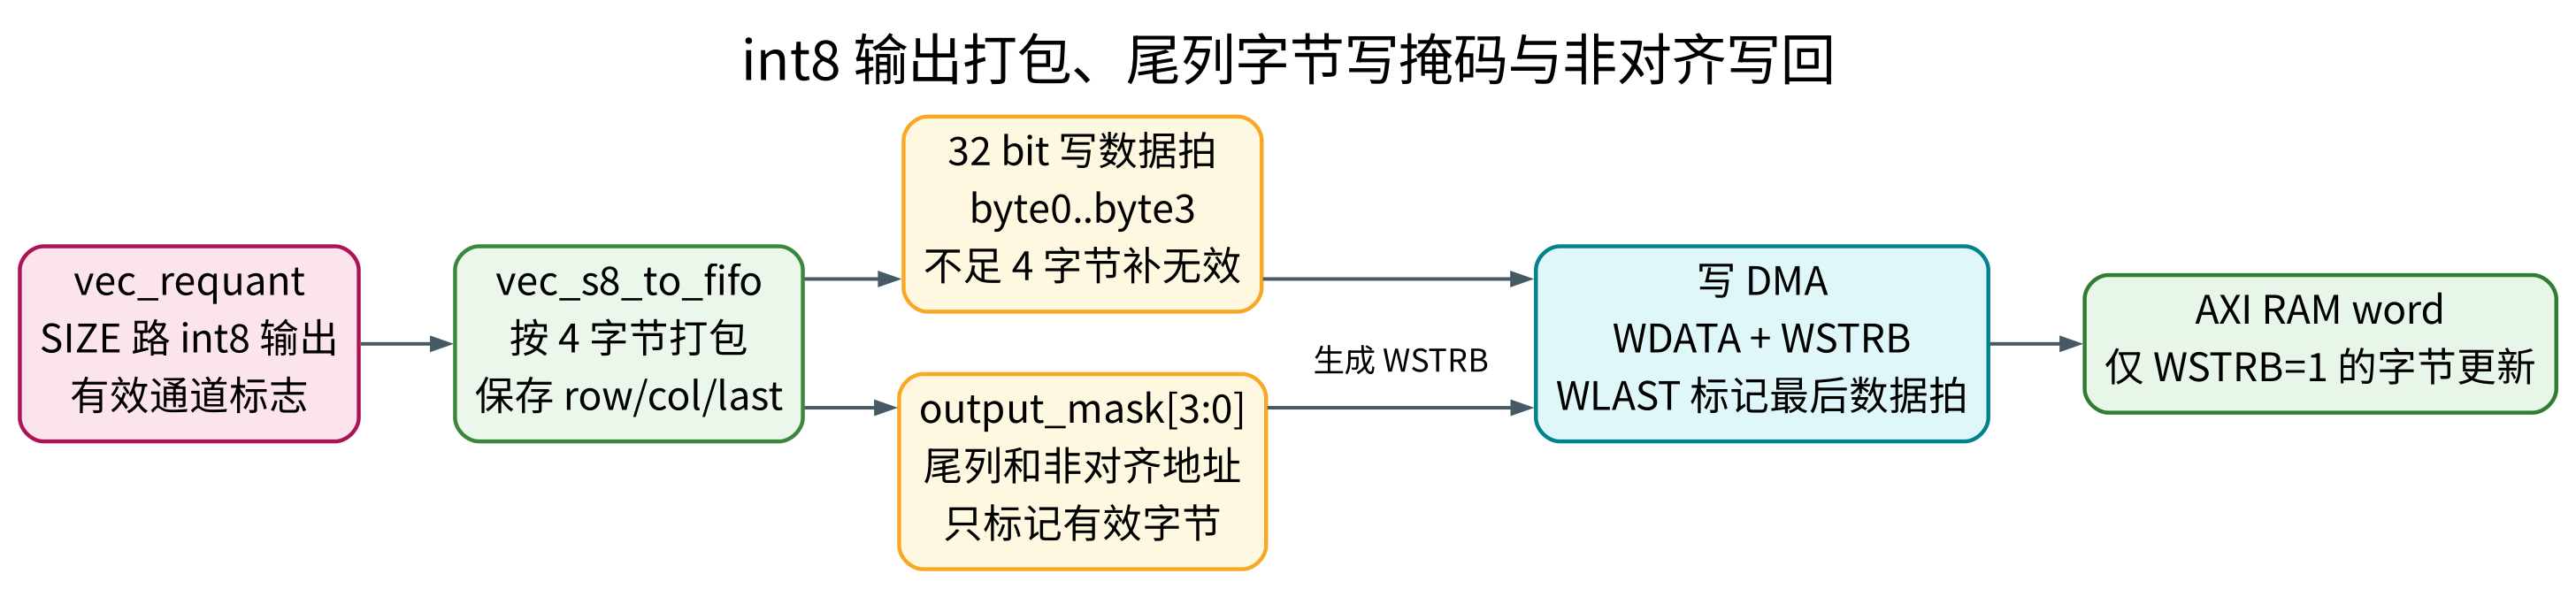 int8 输出打包、尾列字节写掩码与非对齐写回
vec_requant
SIZE 路 int8 输出
有效通道标志
vec_s8_to_fifo
按 4 字节打包
保存 row/col/last
32 bit 写数据拍
byte0..byte3
不足 4 字节补无效
output_mask[3:0]
尾列和非对齐地址
只标记有效字节
生成 WSTRB
写 DMA
WDATA + WSTRB
WLAST 标记最后数据拍
AXI RAM word
仅 WSTRB=1 的字节更新